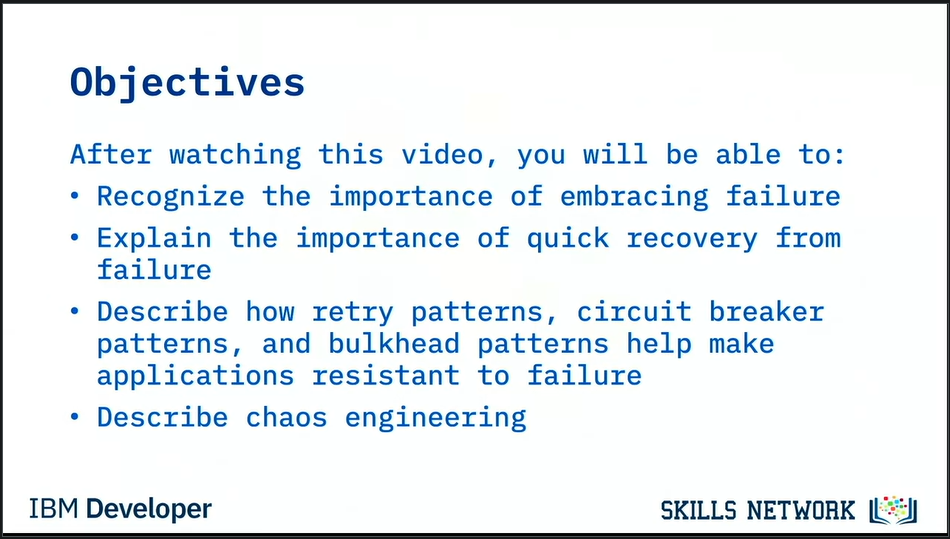 Objectives
After watching this video, you will be able to:
• Recognize the importance of embracing failure
• Explain the importance of quick recovery from
failure
• Describe how retry patterns, circuit breaker
patterns, and bulkhead patterns help make
applications resistant to failure
• Describe chaos engineering
IBM Developer
SKILLS NETWORK